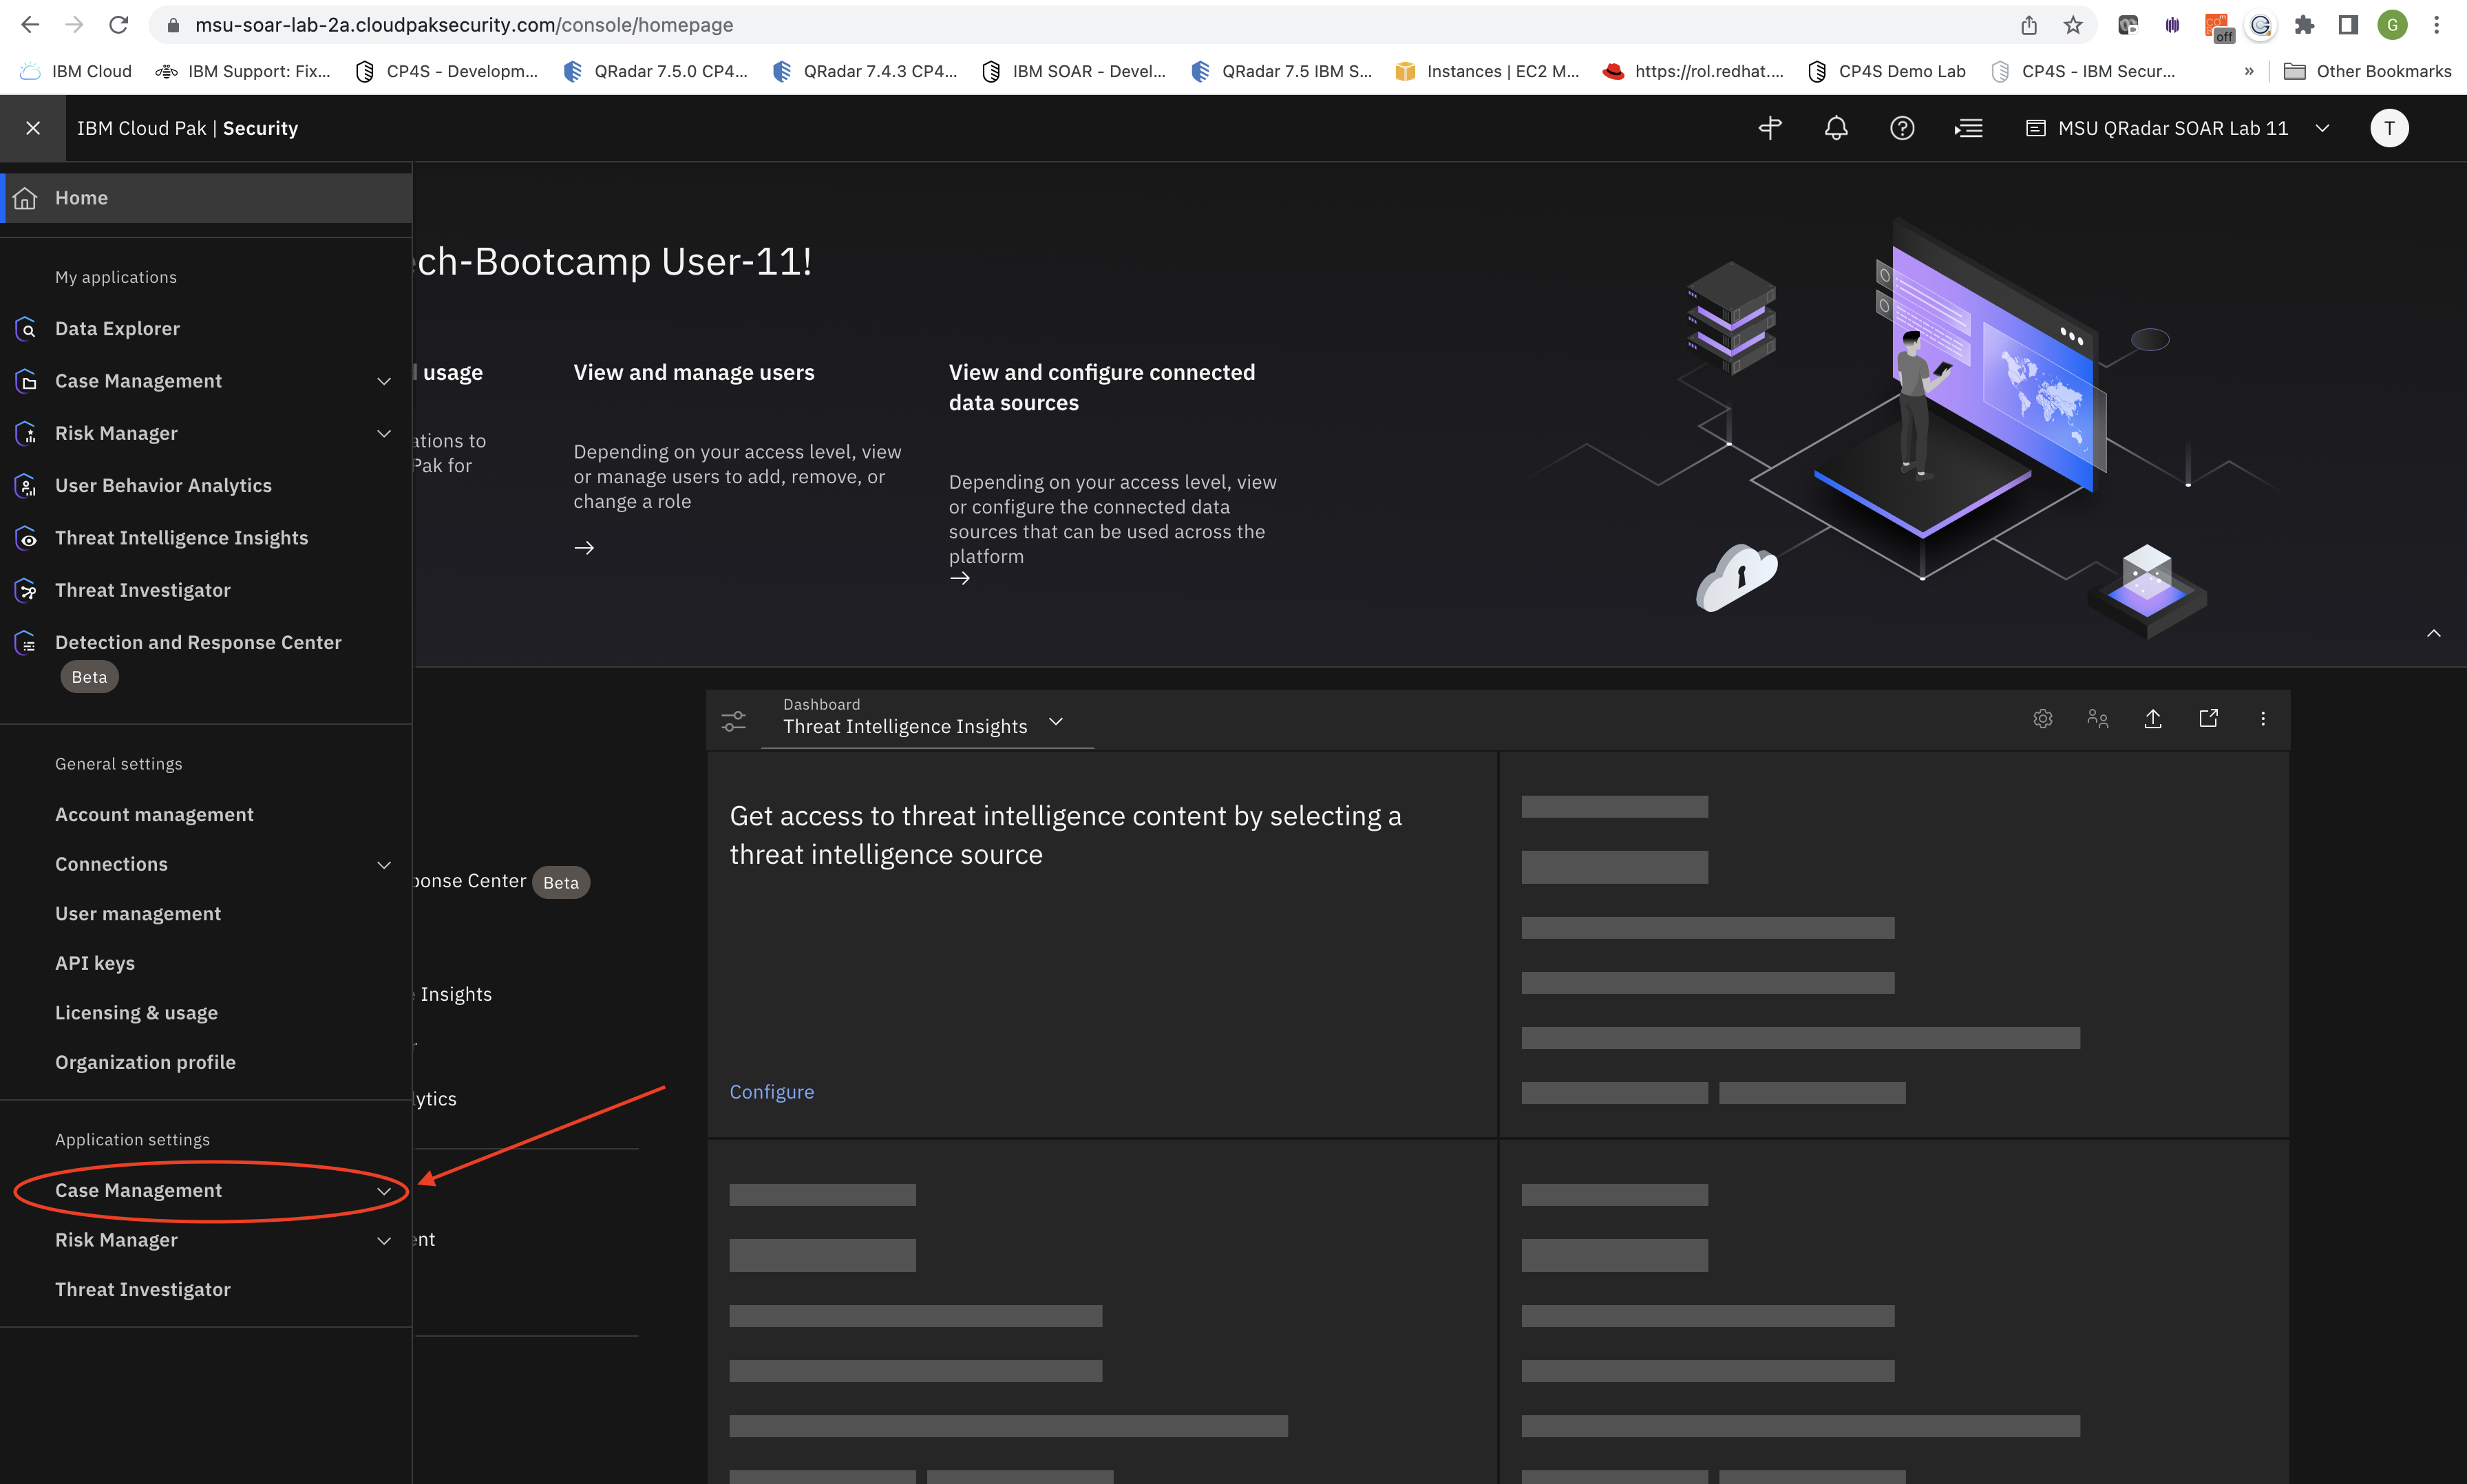 msu-soar-lab-2a.cloudpaksecurity.com/console/homepage
off
G
IBM Cloud
IBM Support: Fix...
CP4S - Developm...
QRadar 7.5.0 CP4...
QRadar 7.4.3 CP4...
IBM SOAR - Devel...
QRadar 7.5 IBM S...
Instances | EC2 M...
https://rol.redhat....
CP4S Demo Lab
CP4S - IBM Secur...
»
Other Bookmarks
IBM Cloud Pak | Security
MSU QRadar SOAR Lab 11
T
Home
My applications
Data Explorer
Case Management
Risk Manager
User Behavior Analytics
Threat Intelligence Insights
Threat Investigator
Detection and Response Center
Beta
General settings
Account management
Connections
User management
API keys
Licensing & usage
Organization profile
Application settings
Case Management
Risk Manager
Threat Investigator
ch-Bootcamp User-11!
usage
ations to
Pak for
View and manage users
Depending on your access level, view
or manage users to add, remove, or
change a role
View and configure connected
data sources
Depending on your access level, view
or configure the connected data
sources that can be used across the
platform
ponse Center
Beta
Insights
ytics
ent
Dashboard
Threat Intelligence Insights
Get access to threat intelligence content by selecting a
threat intelligence source
Configure